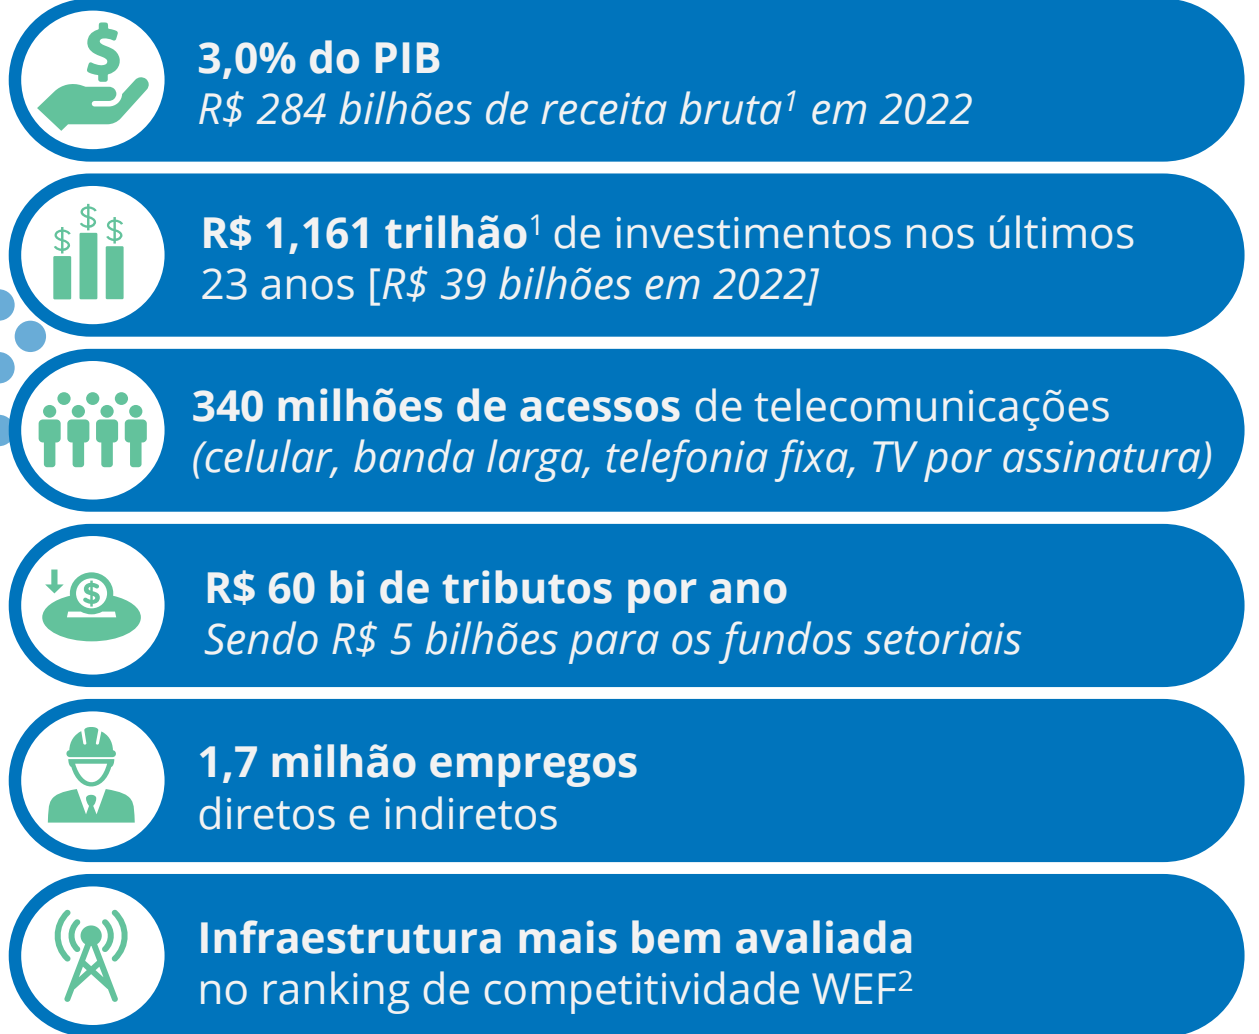 3,0% do PIB
R$ 284 bilhões de receita bruta¹ em 2022
R$ 1,161 trilhão¹ de investimentos nos últimos
23 anos [R$ 39 bilhões em 2022]
340 milhões de acessos de telecomunicações
(celular, banda larga, telefonia fixa, TV por assinatura)
R$ 60 bi de tributos por ano
Sendo R$ 5 bilhões para os fundos setoriais
1,7 milhão empregos
diretos e indiretos
Infraestrutura mais bem avaliada
no ranking de competitividade WEF²